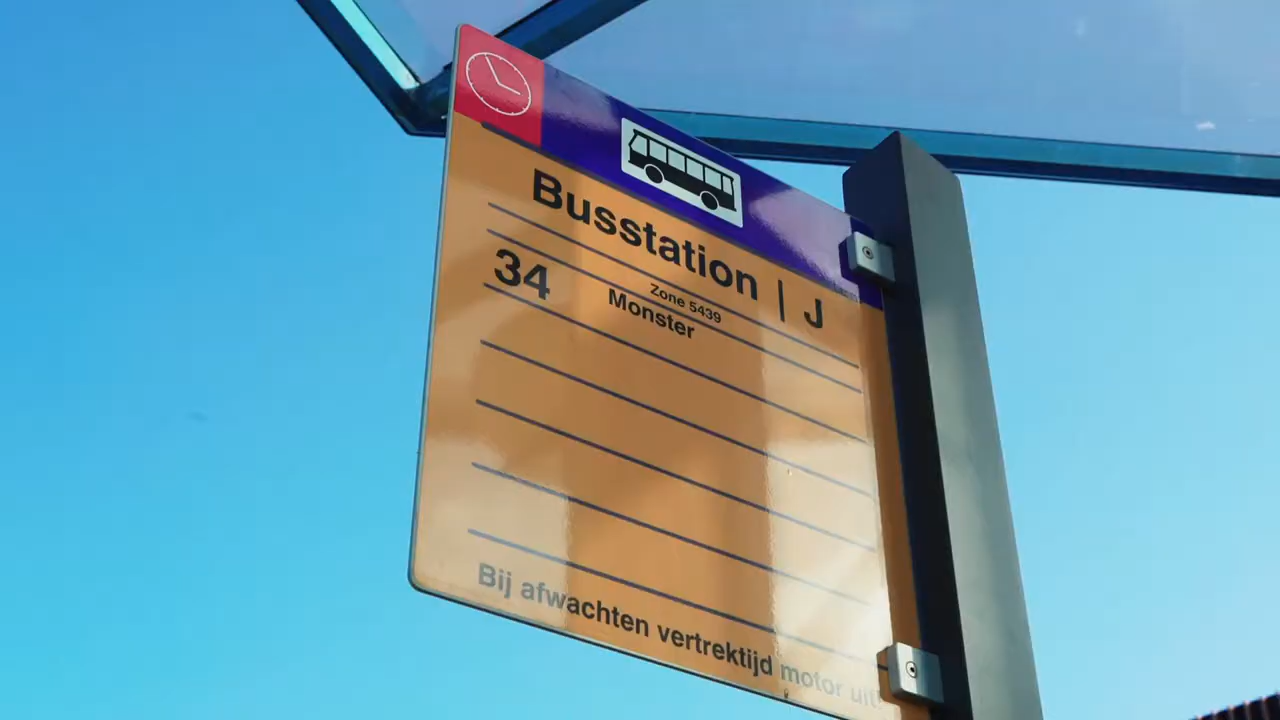 Busstation | J
Zone 5439
34 Monster
Bij afwachten vertrektijd motor uit!